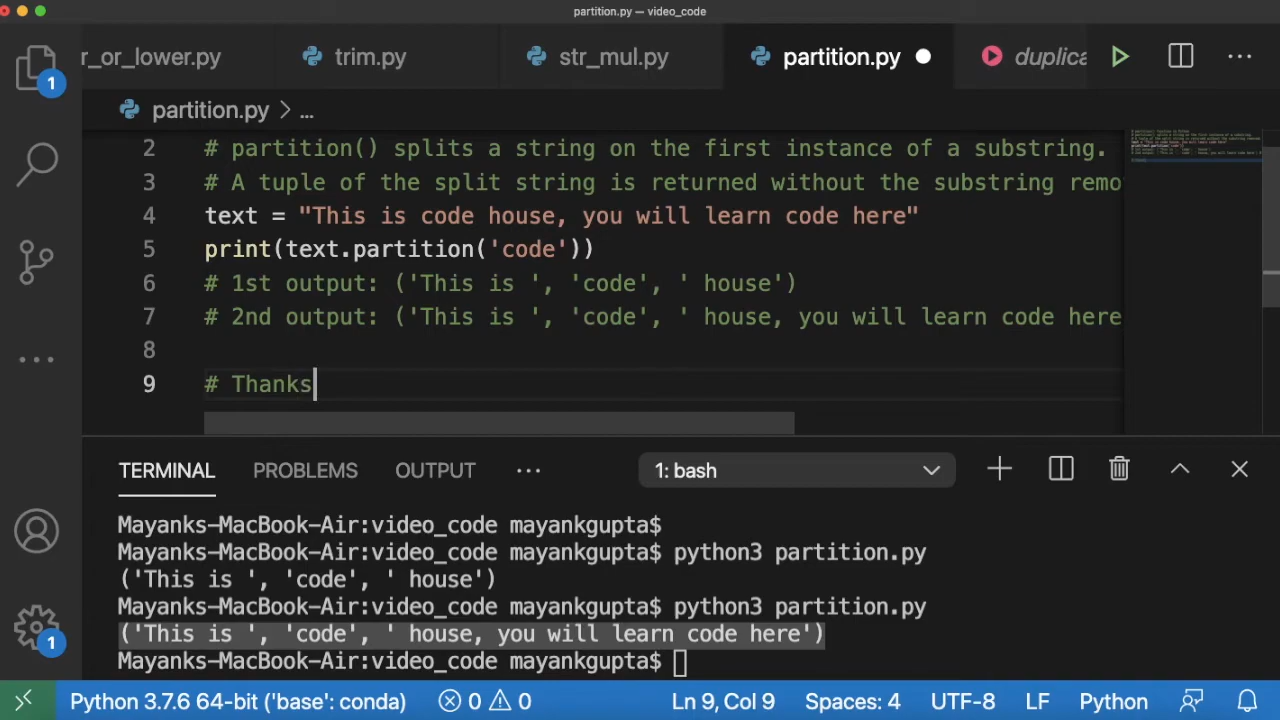 partition.py — video_code
r_or_lower.py trim.py str_mul.py partition.py duplica
1
partition.py > ...
2 # partition() splits a string on the first instance of a substring.
3 # A tuple of the split string is returned without the substring remo
4 text = "This is code house, you will learn code here"
5 print(text.partition('code'))
6 # 1st output: ('This is ', 'code', ' house')
7 # 2nd output: ('This is ', 'code', ' house, you will learn code here
8
9 # Thanks
TERMINAL PROBLEMS OUTPUT ... 1: bash
Mayanks-MacBook-Air:video_code mayankgupta$
Mayanks-MacBook-Air:video_code mayankgupta$ python3 partition.py
('This is ', 'code', ' house')
Mayanks-MacBook-Air:video_code mayankgupta$ python3 partition.py
('This is ', 'code', ' house, you will learn code here')
1
Mayanks-MacBook-Air:video_code mayankgupta$
Python 3.7.6 64-bit ('base': conda) 0 0 Ln 9, Col 9 Spaces: 4 UTF-8 LF Python